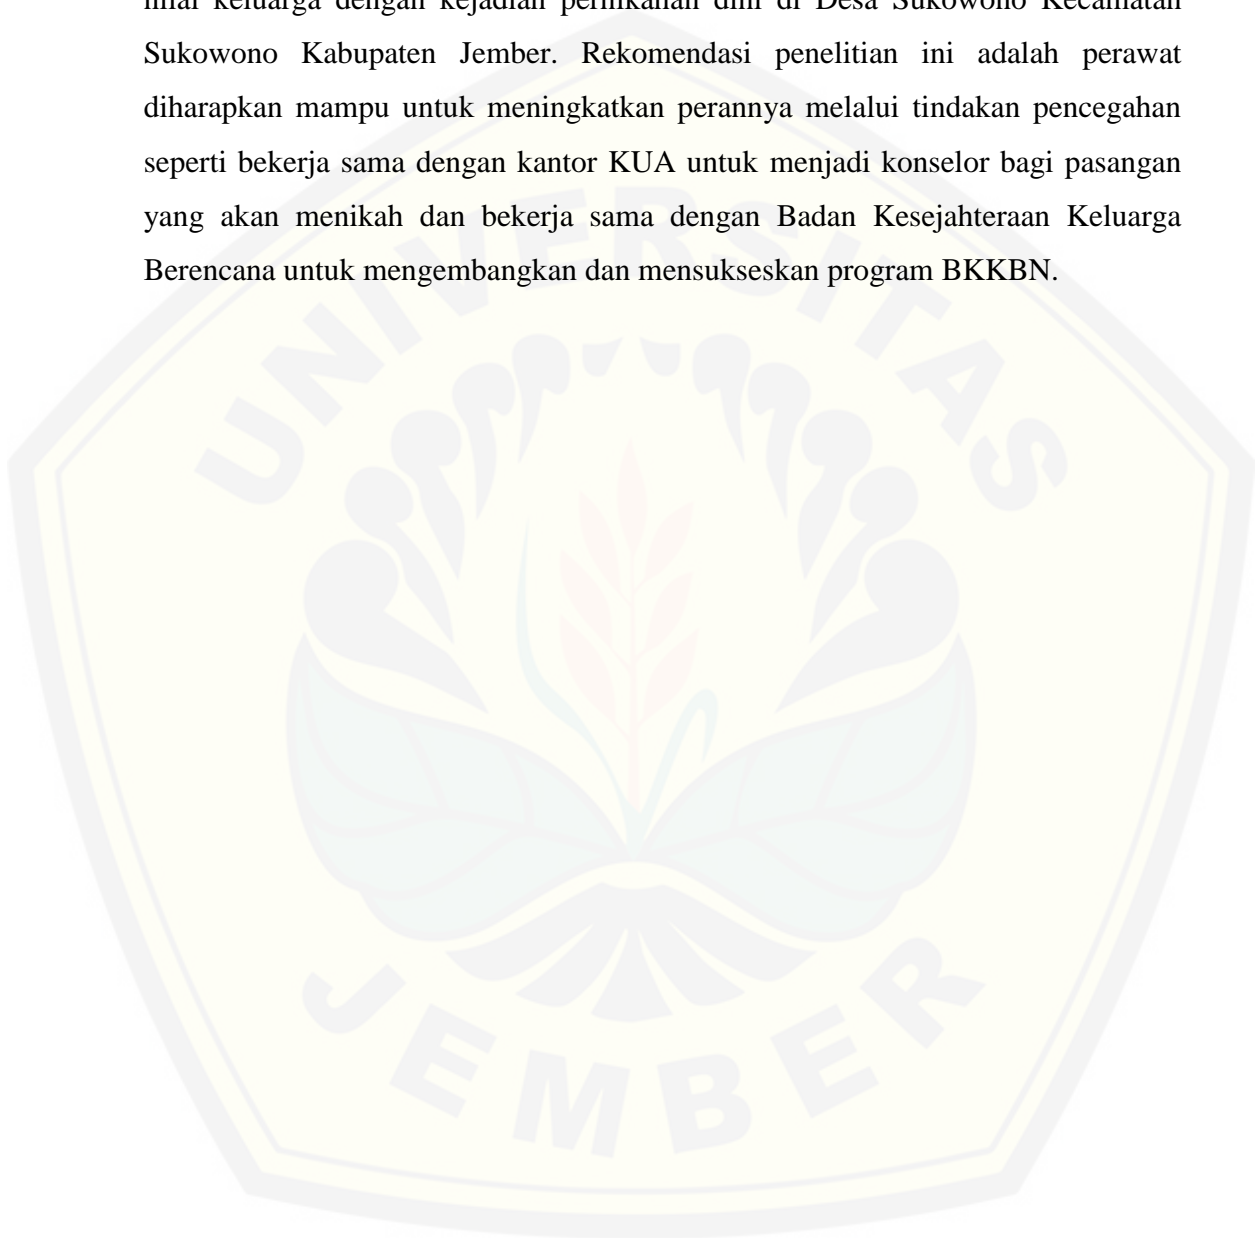 nilai keluarga dengan kejadian pernikahan dini di Desa Sukowono Kecamatan
Sukowono Kabupaten Jember. Rekomendasi penelitian ini adalah perawat
diharapkan mampu untuk meningkatkan perannya melalui tindakan pencegahan
seperti bekerja sama dengan kantor KUA untuk menjadi konselor bagi pasangan
yang akan menikah dan bekerja sama dengan Badan Kesejahteraan Keluarga
Berencana untuk mengembangkan dan mensukseskan program BKKBN.
UNIVERSITAS
JEMBER